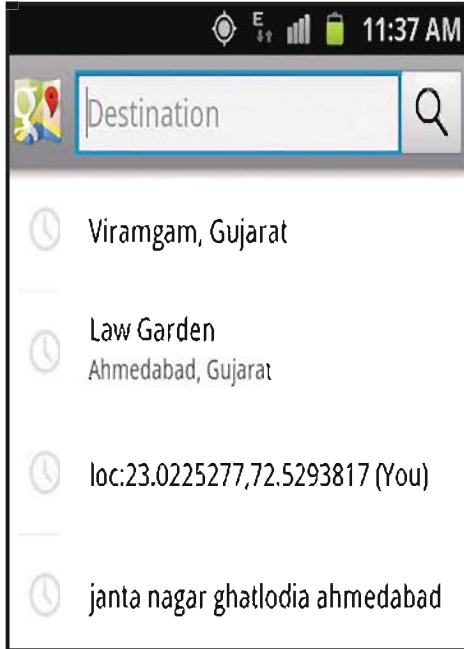 E 11:37 AM
Destination
Viramgam, Gujarat
Law Garden
Ahmedabad, Gujarat
loc:23.0225277,72.5293817 (You)
janta nagar ghatlodia ahmedabad